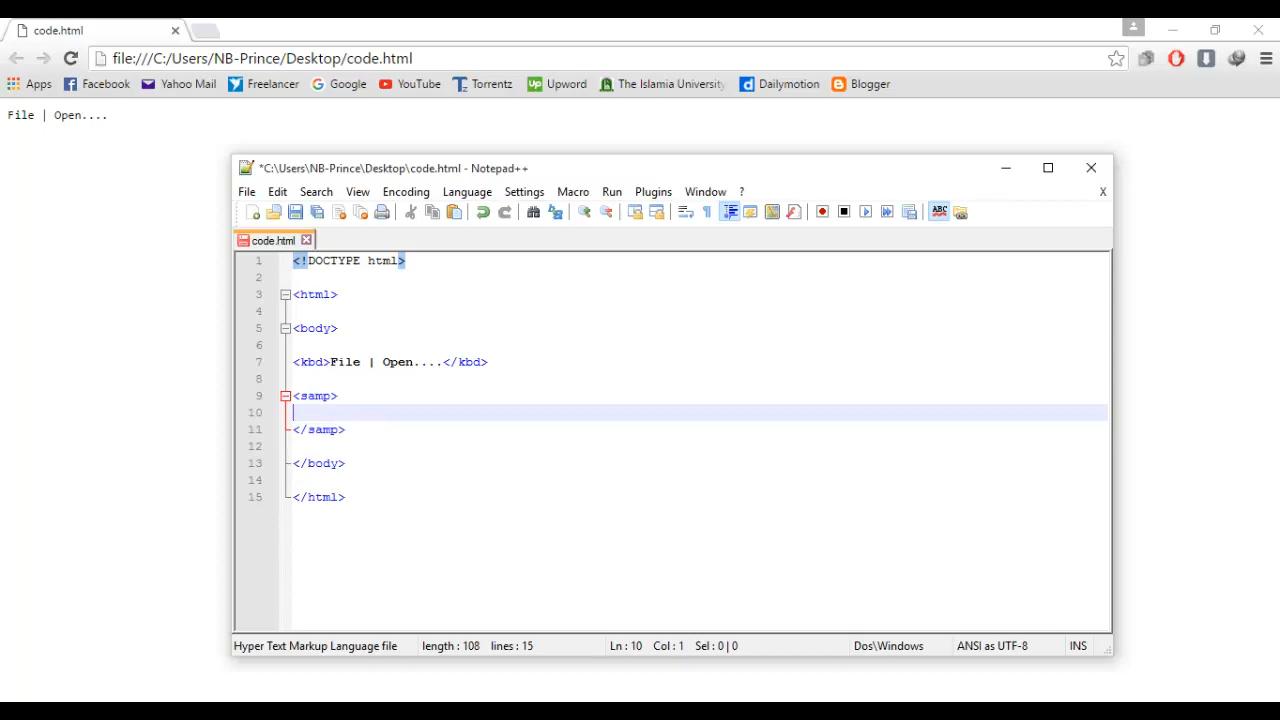 code.html
file:///C:/Users/NB-Prince/Desktop/code.html
Apps Facebook Yahoo Mail Freelancer Google YouTube Torrentz Up Upword The Islamia University Dailymotion Blogger
File | Open....
*C:\Users\NB-Prince\Desktop\code.html - Notepad++
File Edit Search View Encoding Language Settings Macro Run Plugins Window ? X
ABC
code.html
1 <!DOCTYPE html>
2
3 <html>
4
5 <body>
6
7 <kbd>File | Open....</kbd>
8
9 <samp>
10
11 </samp>
12
13 </body>
14
15 </html>
Hyper Text Markup Language file length : 108 lines : 15 Ln : 10 Col : 1 Sel : 0 | 0 Dos\Windows ANSI as UTF-8 INS